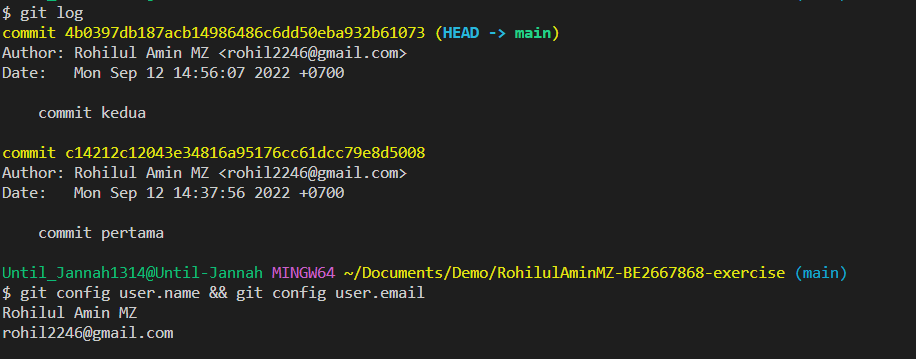 $ git log
commit 4b0397db187acb14986486c6dd50eba932b61073 (HEAD -> main)
Author: Rohilul Amin MZ <rohil2246@gmail.com>
Date:   Mon Sep 12 14:56:07 2022 +0700
commit kedua
commit c14212c12043e34816a95176cc61dcc79e8d5008
Author: Rohilul Amin MZ <rohil2246@gmail.com>
Date:   Mon Sep 12 14:37:56 2022 +0700
commit pertama
Until_Jannah1314@Until-Jannah MINGW64 ~/Documents/Demo/RohilulAminMZ-BE2667868-exercise (main)
$ git config user.name && git config user.email
Rohilul Amin MZ
rohil2246@gmail.com